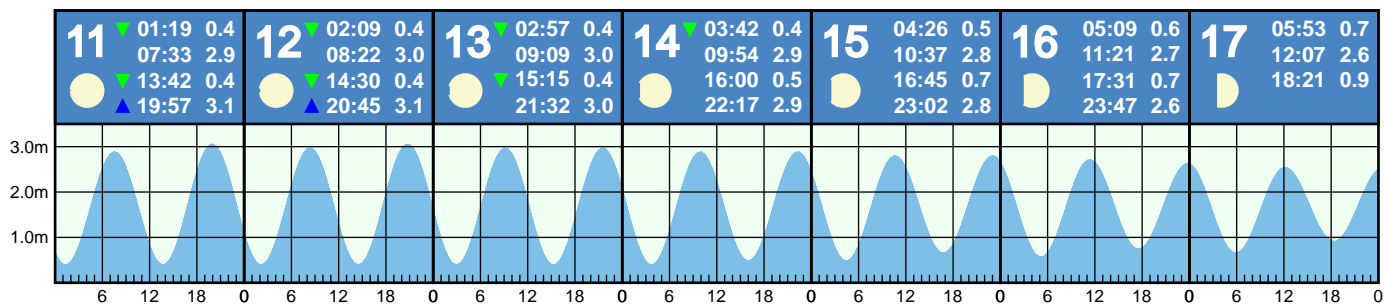 11 ▼ 01:19 0.4
07:33 2.9
▼ 13:42 0.4
▲ 19:57 3.1
12 ▼ 02:09 0.4
08:22 3.0
▼ 14:30 0.4
▲ 20:45 3.1
13 ▼ 02:57 0.4
09:09 3.0
▼ 15:15 0.4
21:32 3.0
14 ▼ 03:42 0.4
09:54 2.9
16:00 0.5
22:17 2.9
15 04:26 0.5
10:37 2.8
16:45 0.7
23:02 2.8
16 05:09 0.6
11:21 2.7
17:31 0.7
23:47 2.6
17 05:53 0.7
12:07 2.6
18:21 0.9
3.0m
2.0m
1.0m
6 12 18 0 6 12 18 0 6 12 18 0 6 12 18 0 6 12 18 0 6 12 18 0 6 12 18 0